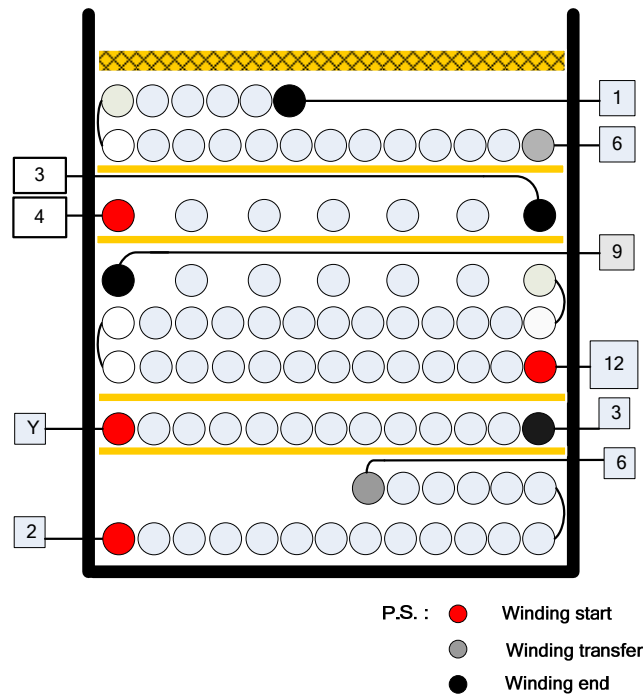 1
6
3
4
9
12
Y
3
6
2
P.S. :
Winding start
Winding transfer
Winding end